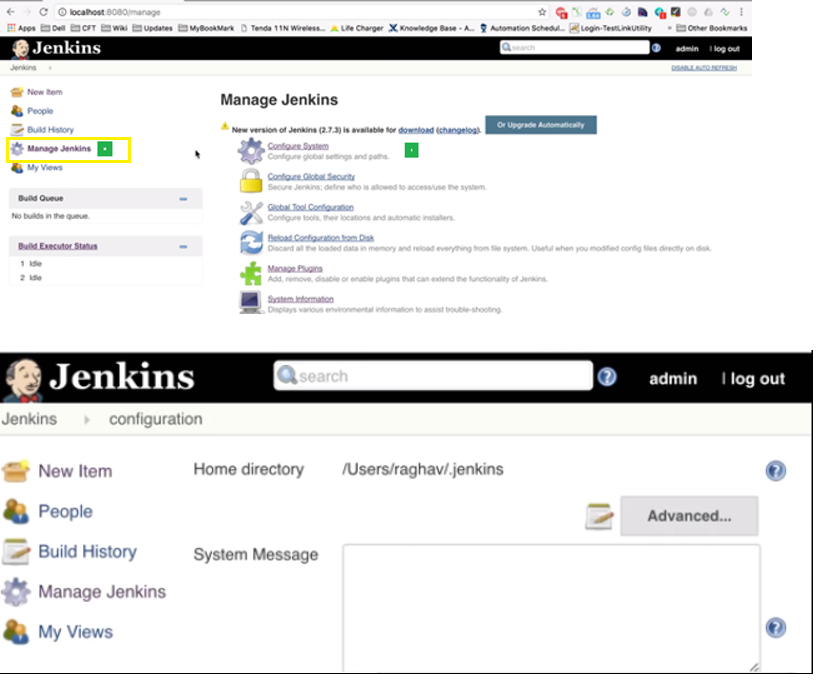 localhost:8080/manage
Apps Dell CFT Wiki Updates MyBookMark Tenda 11N Wireless... Life Charger Knowledge Base - A... Automation Schedul... Login-TestLinkUtility » Other Bookmarks
Jenkins search admin | log out
Jenkins DISABLE AUTO REFRESH
New Item
People
Build History
Manage Jenkins
My Views
Build Queue
No builds in the queue.
Build Executor Status
1 Idle
2 Idle
Manage Jenkins
New version of Jenkins (2.7.3) is available for download (changelog). Or Upgrade Automatically
Configure System
Configure global settings and paths.
Configure Global Security
Secure Jenkins; define who is allowed to access/use the system.
Global Tool Configuration
Configure tools, their locations and automatic installers.
Reload Configuration from Disk
Discard all the loaded data in memory and reload everything from file system. Useful when you modified config files directly on disk.
Manage Plugins
Add, remove, disable or enable plugins that can extend the functionality of Jenkins.
System Information
Displays various environmental information to assist trouble-shooting.
Jenkins search admin | log out
Jenkins configuration
New Item
People
Build History
Manage Jenkins
My Views
Home directory /Users/raghav/.jenkins
Advanced...
System Message